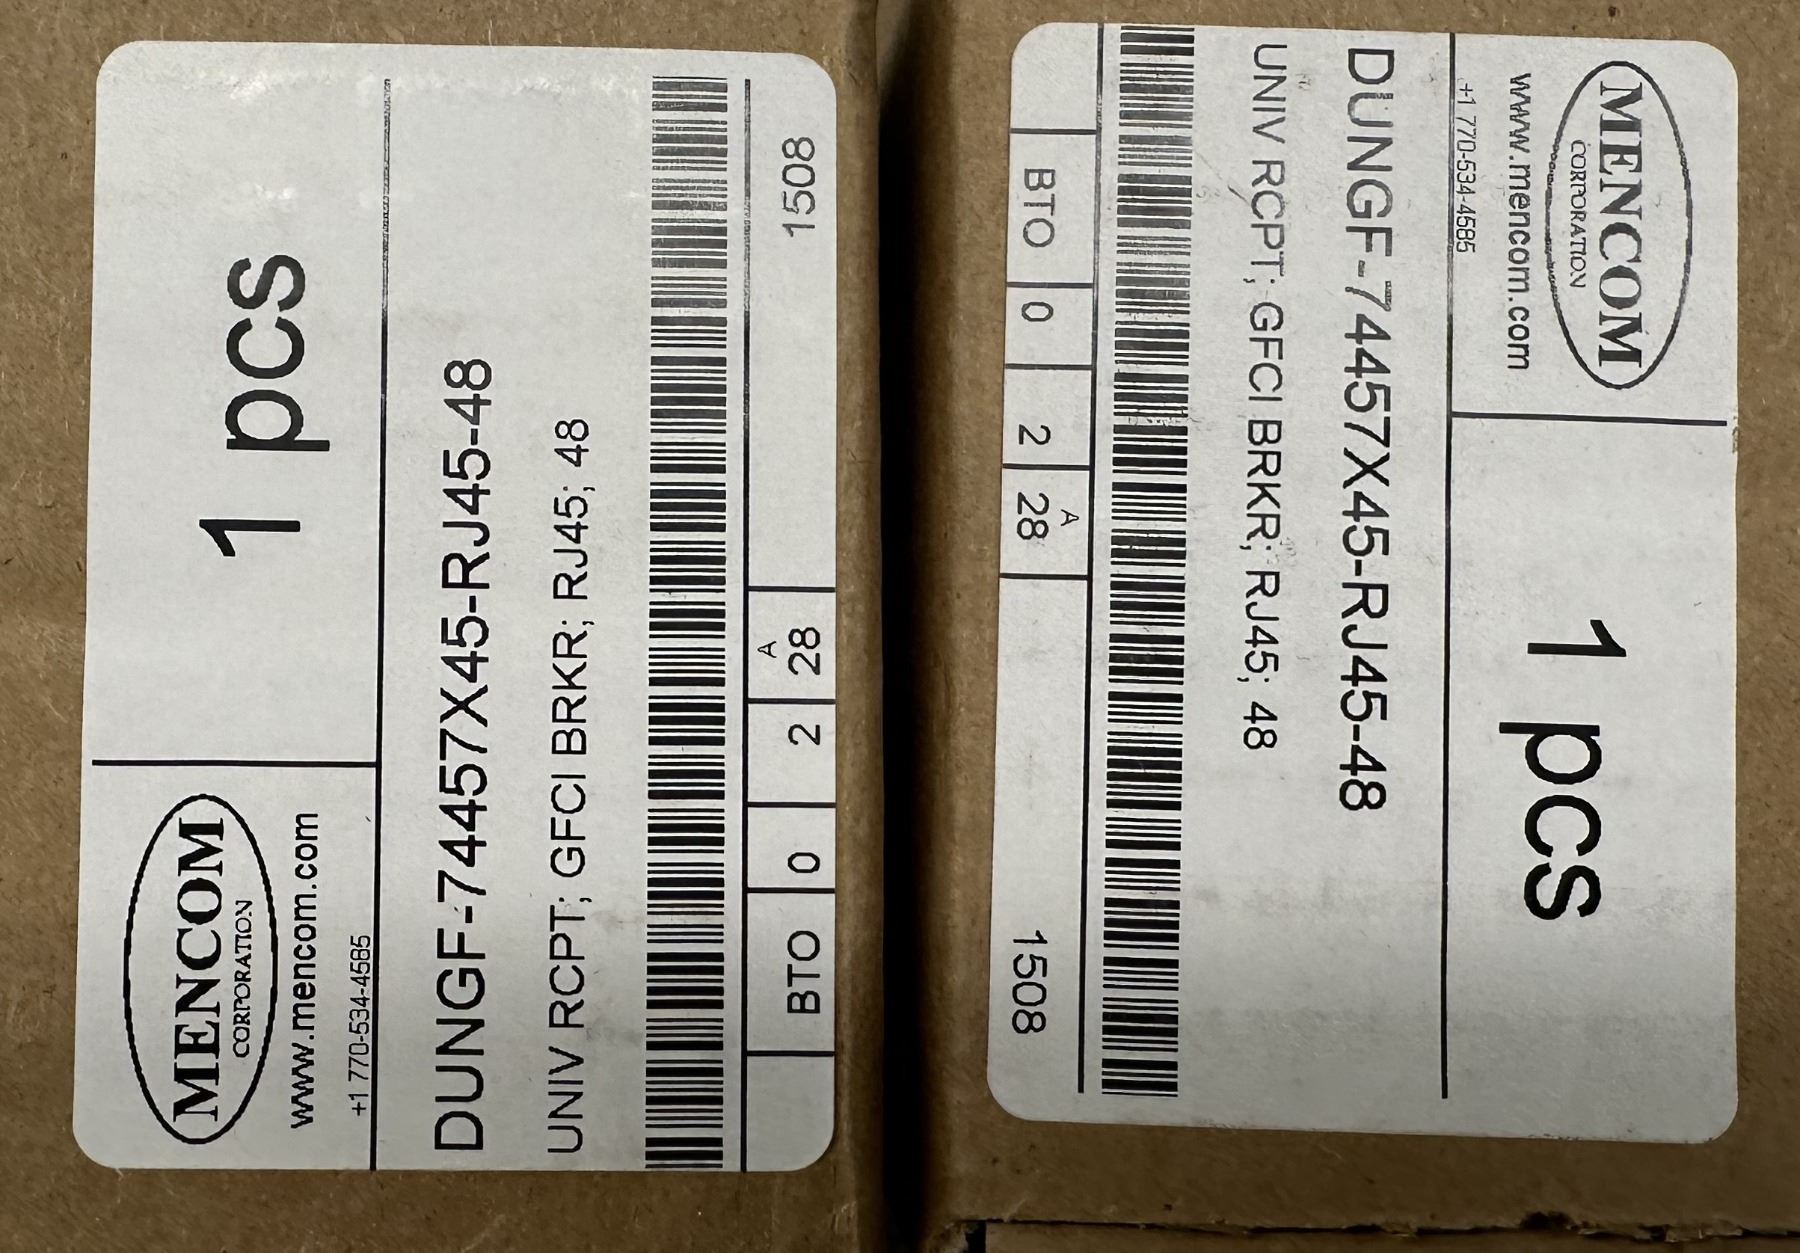 MENCOM
CORPORATION
www.mencom.com
+1 770-534-4585
1 pcs
DUNGF-74457X45-RJ45-48
UNIV RCPT; GFCI BRKR; RJ45; 48
BTO 0 2 A 28 1508
MENCOM
CORPORATION
www.mencom.com
+1 770-534-4585
1 pcs
DUNGF-74457X45-RJ45-48
UNIV RCPT; GFCI BRKR; RJ45; 48
BTO 0 2 A 28 1508